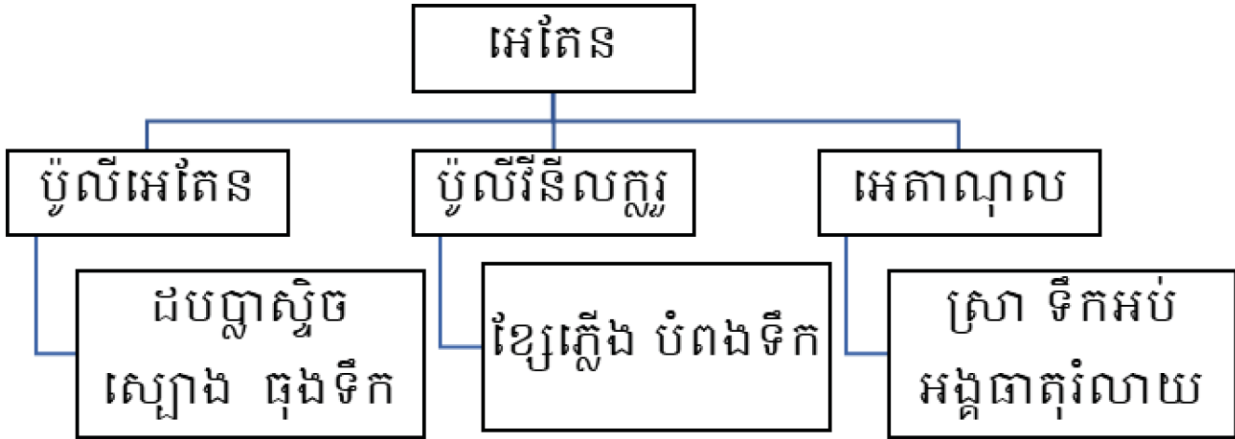 អេតែន
ប៉ូលីអេតែន
ប៉ូលីវីនីលក្លរួ
អេតាណុល
ដបប្លាស្ទិច
ស្បោង ធុងទឹក
ខ្សែភ្លើង បំពងទឹក
ស្រា ទឹកអប់
អង្គធាតុរំលាយ